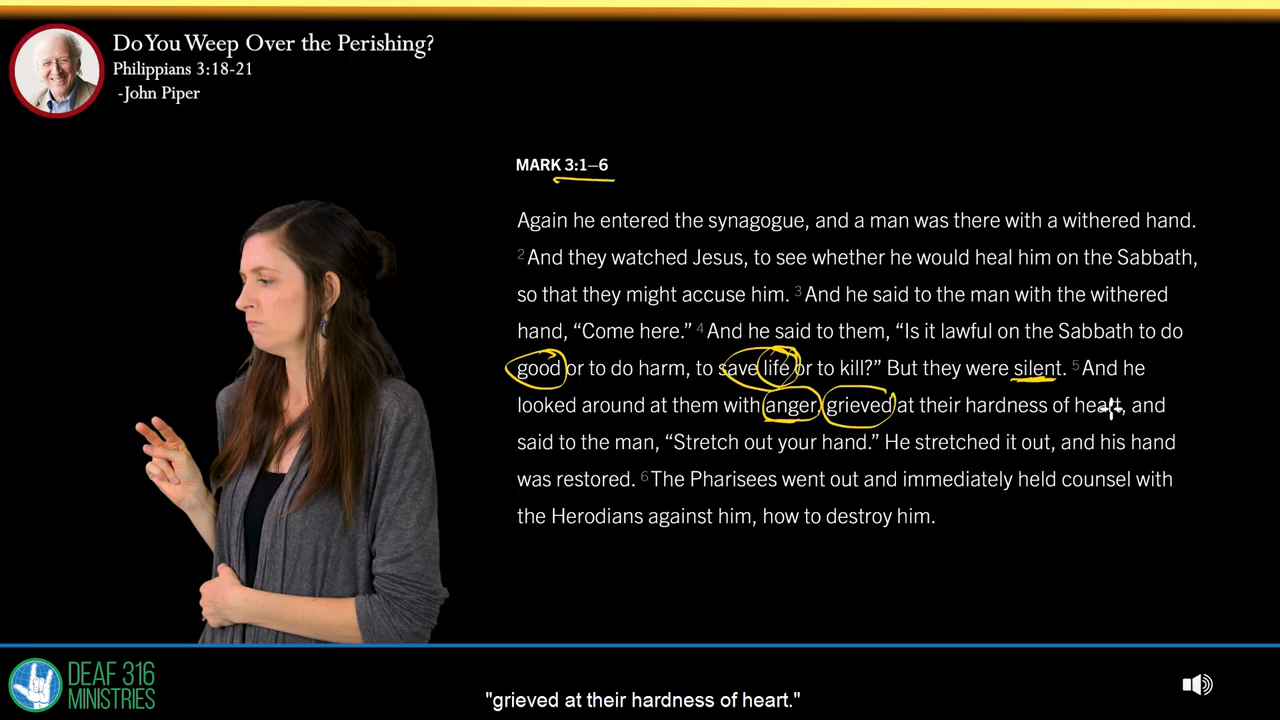 Do You Weep Over the Perishing?
Philippians 3:18-21
-John Piper
MARK 3:1–6
Again he entered the synagogue, and a man was there with a withered hand.
2 And they watched Jesus, to see whether he would heal him on the Sabbath,
so that they might accuse him. 3 And he said to the man with the withered
hand, “Come here.” 4 And he said to them, “Is it lawful on the Sabbath to do
good or to do harm, to save life or to kill?” But they were silent. 5 And he
looked around at them with anger, grieved at their hardness of heart, and
said to the man, “Stretch out your hand.” He stretched it out, and his hand
was restored. 6 The Pharisees went out and immediately held counsel with
the Herodians against him, how to destroy him.
DEAF 316
MINISTRIES
"grieved at their hardness of heart."